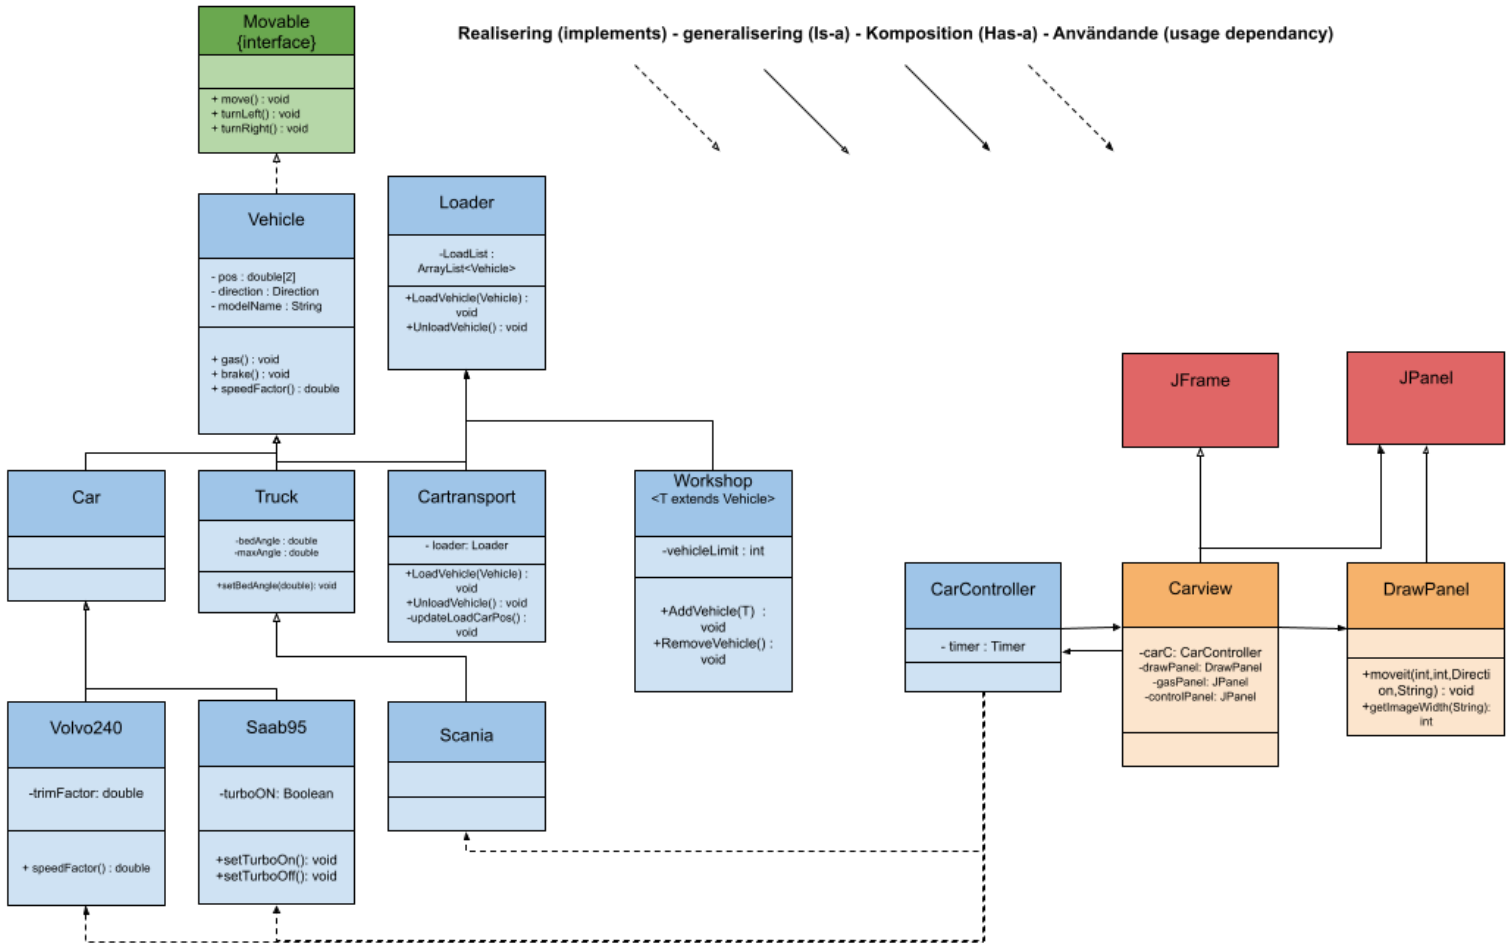 Movable
{interface}
+ move() : void
+ turnLeft() : void
+ turnRight() : void
Realisering (implements) - generalisering (Is-a) - Komposition (Has-a) - Användande (usage dependancy)
Vehicle
- pos : double[2]
- direction : Direction
- modelName : String
+ gas() : void
+ brake() : void
+ speedFactor() : double
Loader
-LoadList :
ArrayList<Vehicle>
+LoadVehicle(Vehicle) :
void
+UnloadVehicle() : void
JFrame
JPanel
Car
Truck
-bedAngle : double
-maxAngle : double
+setBedAngle(double): void
Cartransport
- loader: Loader
+LoadVehicle(Vehicle) :
void
+UnloadVehicle() : void
-updateLoadCarPos() :
void
Workshop
<T extends Vehicle>
-vehicleLimit : int
+AddVehicle(T) :
void
+RemoveVehicle() :
void
CarController
- timer : Timer
Carview
-carC: CarController
-drawPanel: DrawPanel
-gasPanel: JPanel
-controlPanel: JPanel
DrawPanel
+moveit(int,int,Directi
on,String) : void
+getImageWidth(String):
int
Volvo240
-trimFactor: double
+ speedFactor() : double
Saab95
-turboON: Boolean
+setTurboOn(): void
+setTurboOff(): void
Scania